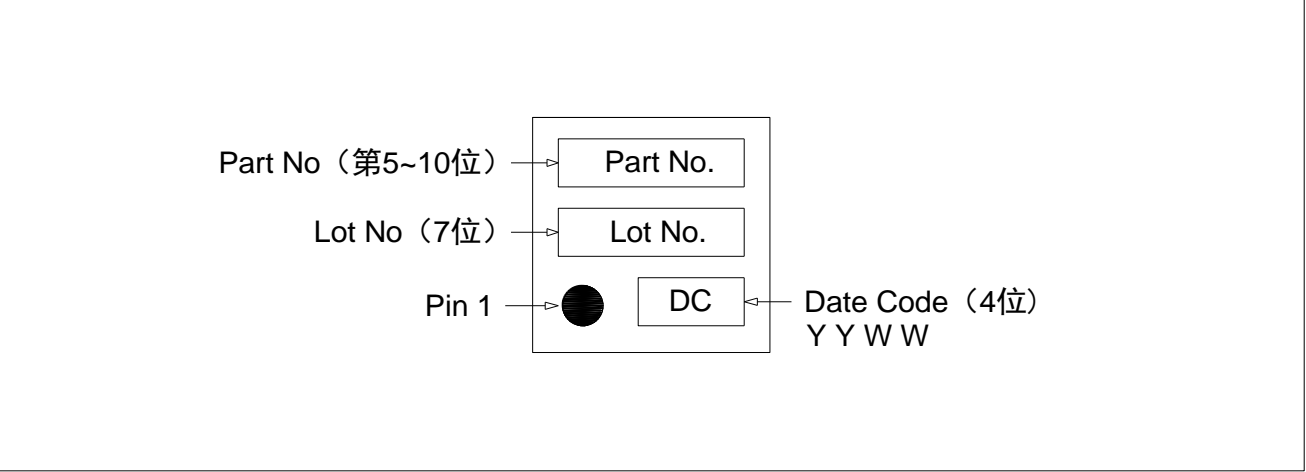 Part No（第5~10位） Part No.
Lot No（7位） Lot No.
Pin 1 DC Date Code（4位)
Y Y W W